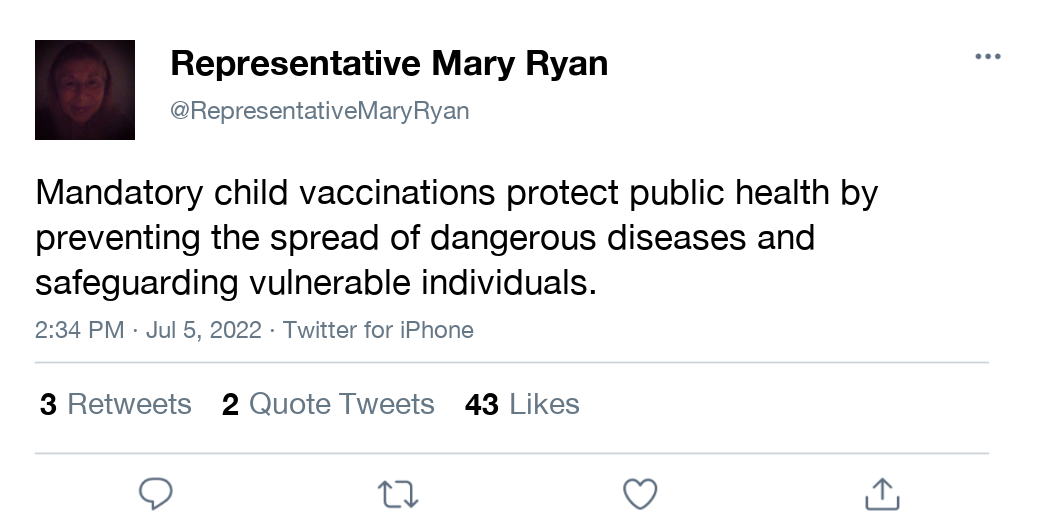 Representative Mary Ryan
@RepresentativeMaryRyan
Mandatory child vaccinations protect public health by
preventing the spread of dangerous diseases and
safeguarding vulnerable individuals.
2:34 PM · Jul 5, 2022 · Twitter for iPhone
3 Retweets 2 Quote Tweets 43 Likes